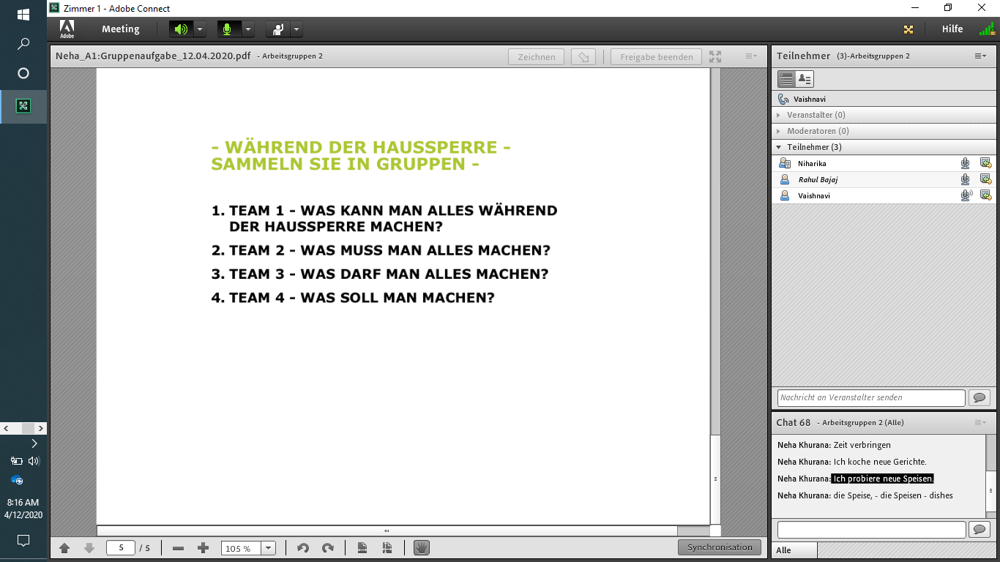 Zimmer 1 - Adobe Connect
Adobe
Meeting
Hilfe
Neha_A1:Gruppenaufgabe_12.04.2020.pdf - Arbeitsgruppen 2
Zeichnen
Freigabe beenden
- WÄHREND DER HAUSSPERRE -
SAMMELN SIE IN GRUPPEN -
1. TEAM 1 - WAS KANN MAN ALLES WÄHREND
DER HAUSSPERRE MACHEN?
2. TEAM 2 - WAS MUSS MAN ALLES MACHEN?
3. TEAM 3 - WAS DARF MAN ALLES MACHEN?
4. TEAM 4 - WAS SOLL MAN MACHEN?
5 / 5
105 %
Synchronisation
Teilnehmer (3)-Arbeitsgruppen 2
Vaishnavi
Veranstalter (0)
Moderatoren (0)
Teilnehmer (3)
Niharika
Rahul Bajaj
Vaishnavi
Nachricht an Veranstalter senden
Chat 68 - Arbeitsgruppen 2 (Alle)
Neha Khurana: Zeit verbringen
Neha Khurana: Ich koche neue Gerichte.
Neha Khurana: Ich probiere neue Speisen.
Neha Khurana: die Speise, - die Speisen - dishes
Alle
8:16 AM
4/12/2020